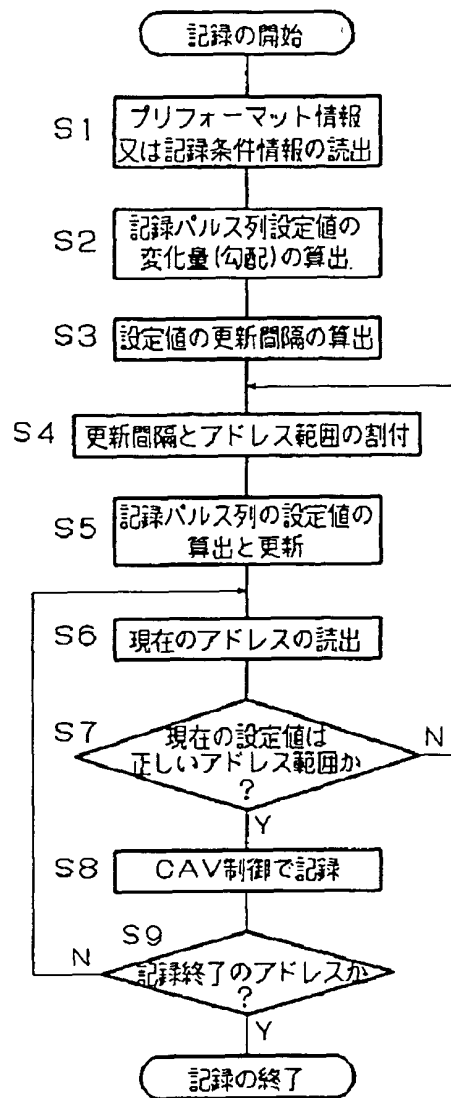 記録の開始
S1
プリフォーマット情報
又は記録条件情報の読出
S2
記録パルス列設定値の
変化量(勾配)の算出
S3
設定値の更新間隔の算出
S4
更新間隔とアドレス範囲の割付
S5
記録パルス列の設定値の
算出と更新
S6
現在のアドレスの読出
S7
現在の設定値は
正しいアドレス範囲か
?
N
Y
S8
CAV制御で記録
S9
N
記録終了のアドレスか
?
Y
記録の終了